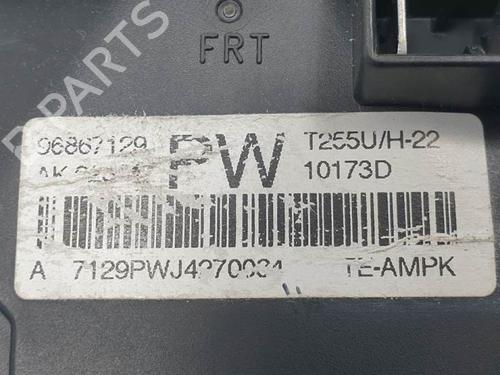 FRT
96867129 PW T255U/H-22
10173D
A 7129PWJ4270034 TE-AMPK
B-Parts